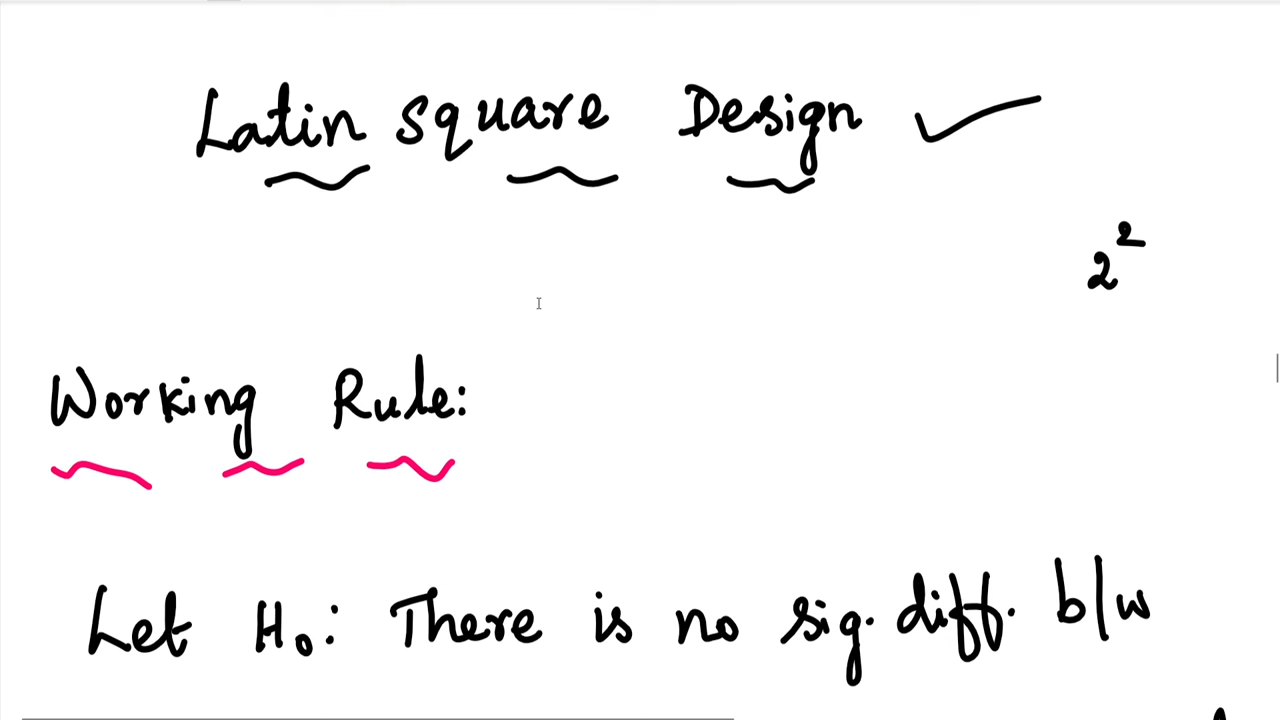 Latin square Design
2²
Working Rule:
Let H₀: There is no sig. diff. b/w